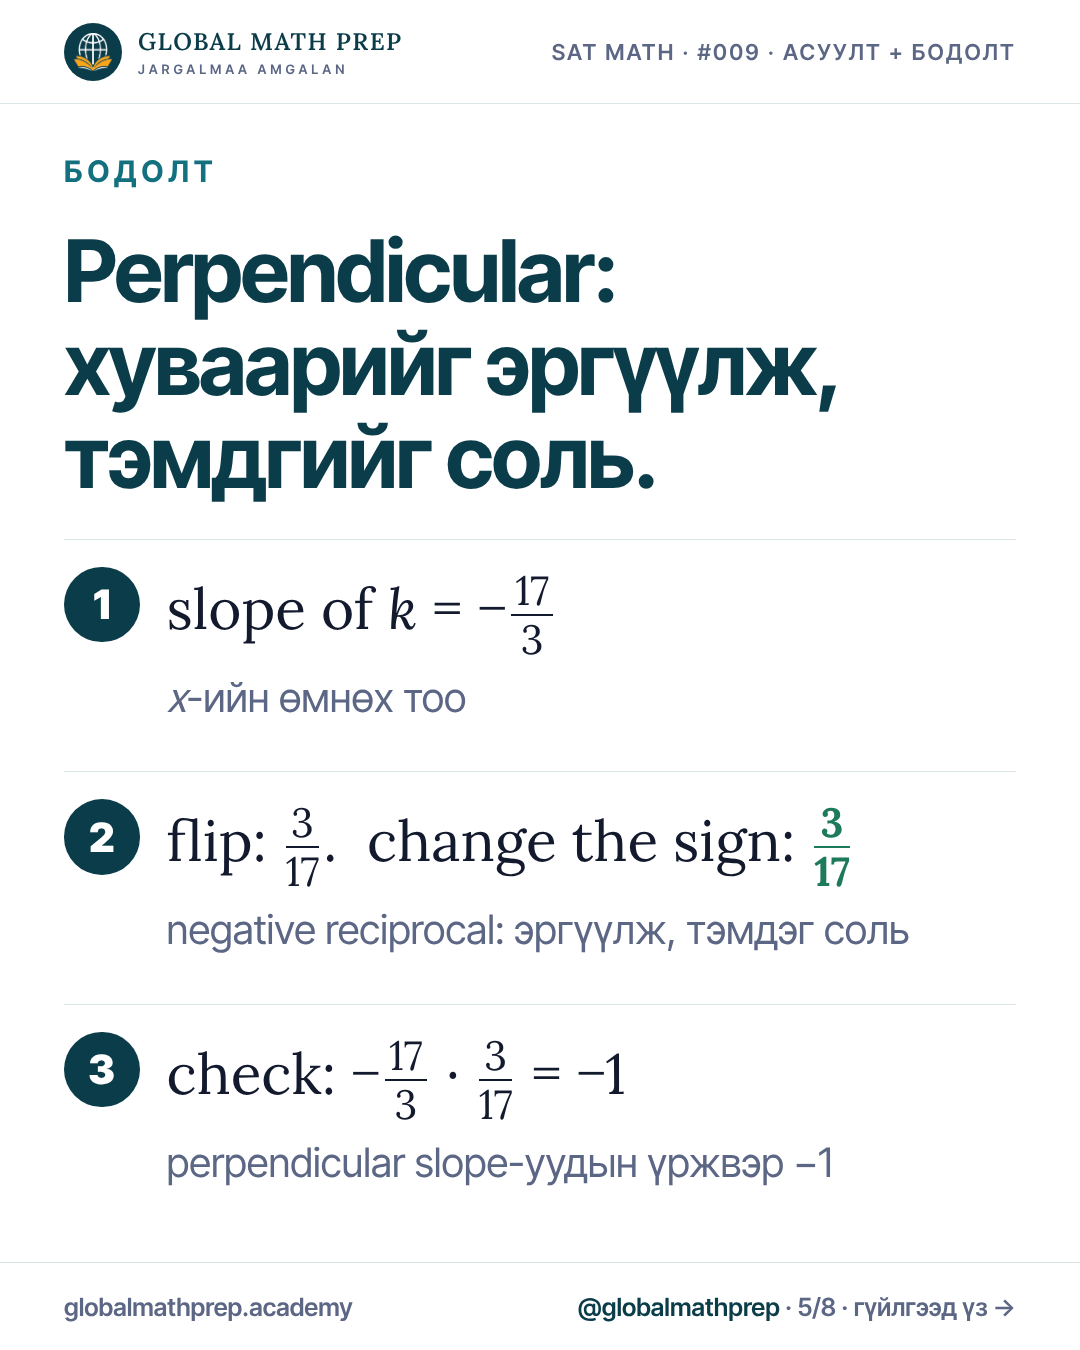 GLOBAL MATH PREP
JARGALMAA AMGALAN
SAT MATH · #009 · АСУУЛТ + БОДОЛТ
БОДОЛТ
Perpendicular:
хуваарийг эргүүлж,
тэмдгийг соль.
1 slope of k = −17/3
x-ийн өмнөх тоо
2 flip: 3/17. change the sign: 3/17
negative reciprocal: эргүүлж, тэмдэг соль
3 check: −17/3 · 3/17 = −1
perpendicular slope-уудын үржвэр −1
globalmathprep.academy
@globalmathprep · 5/8 · гүйлгээд үз →